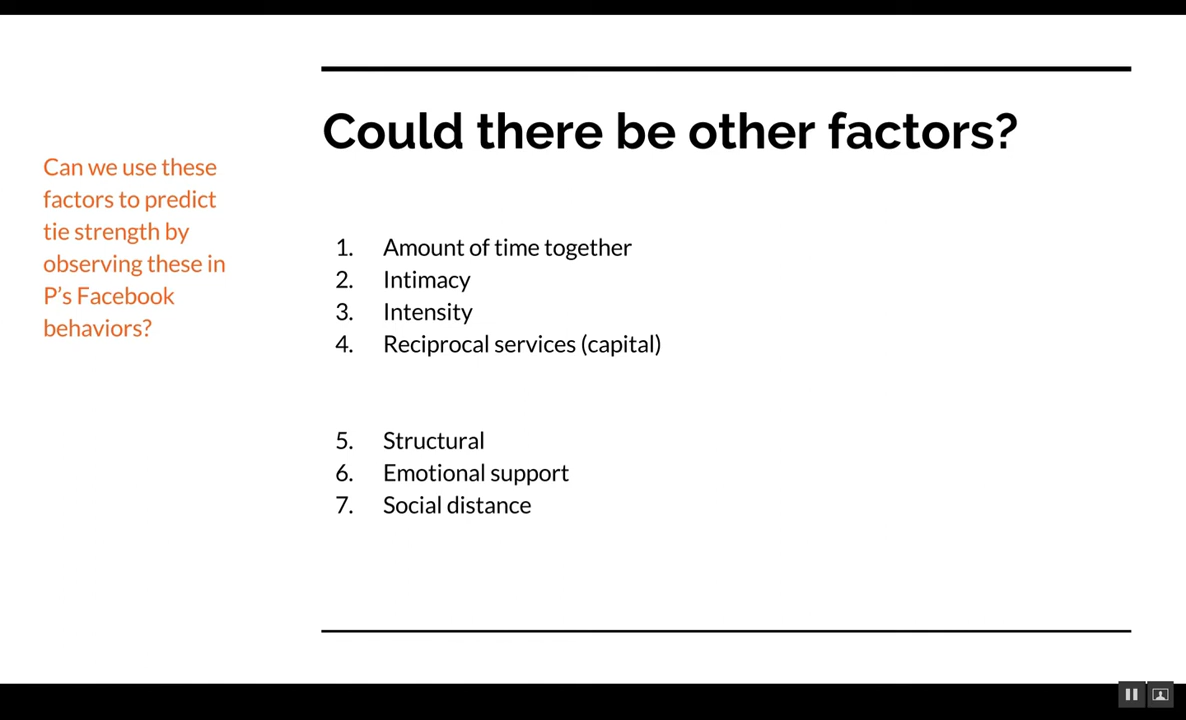 Could there be other factors?
Can we use these
factors to predict
tie strength by
observing these in
P's Facebook
behaviors?
1. Amount of time together
2. Intimacy
3. Intensity
4. Reciprocal services (capital)
5. Structural
6. Emotional support
7. Social distance